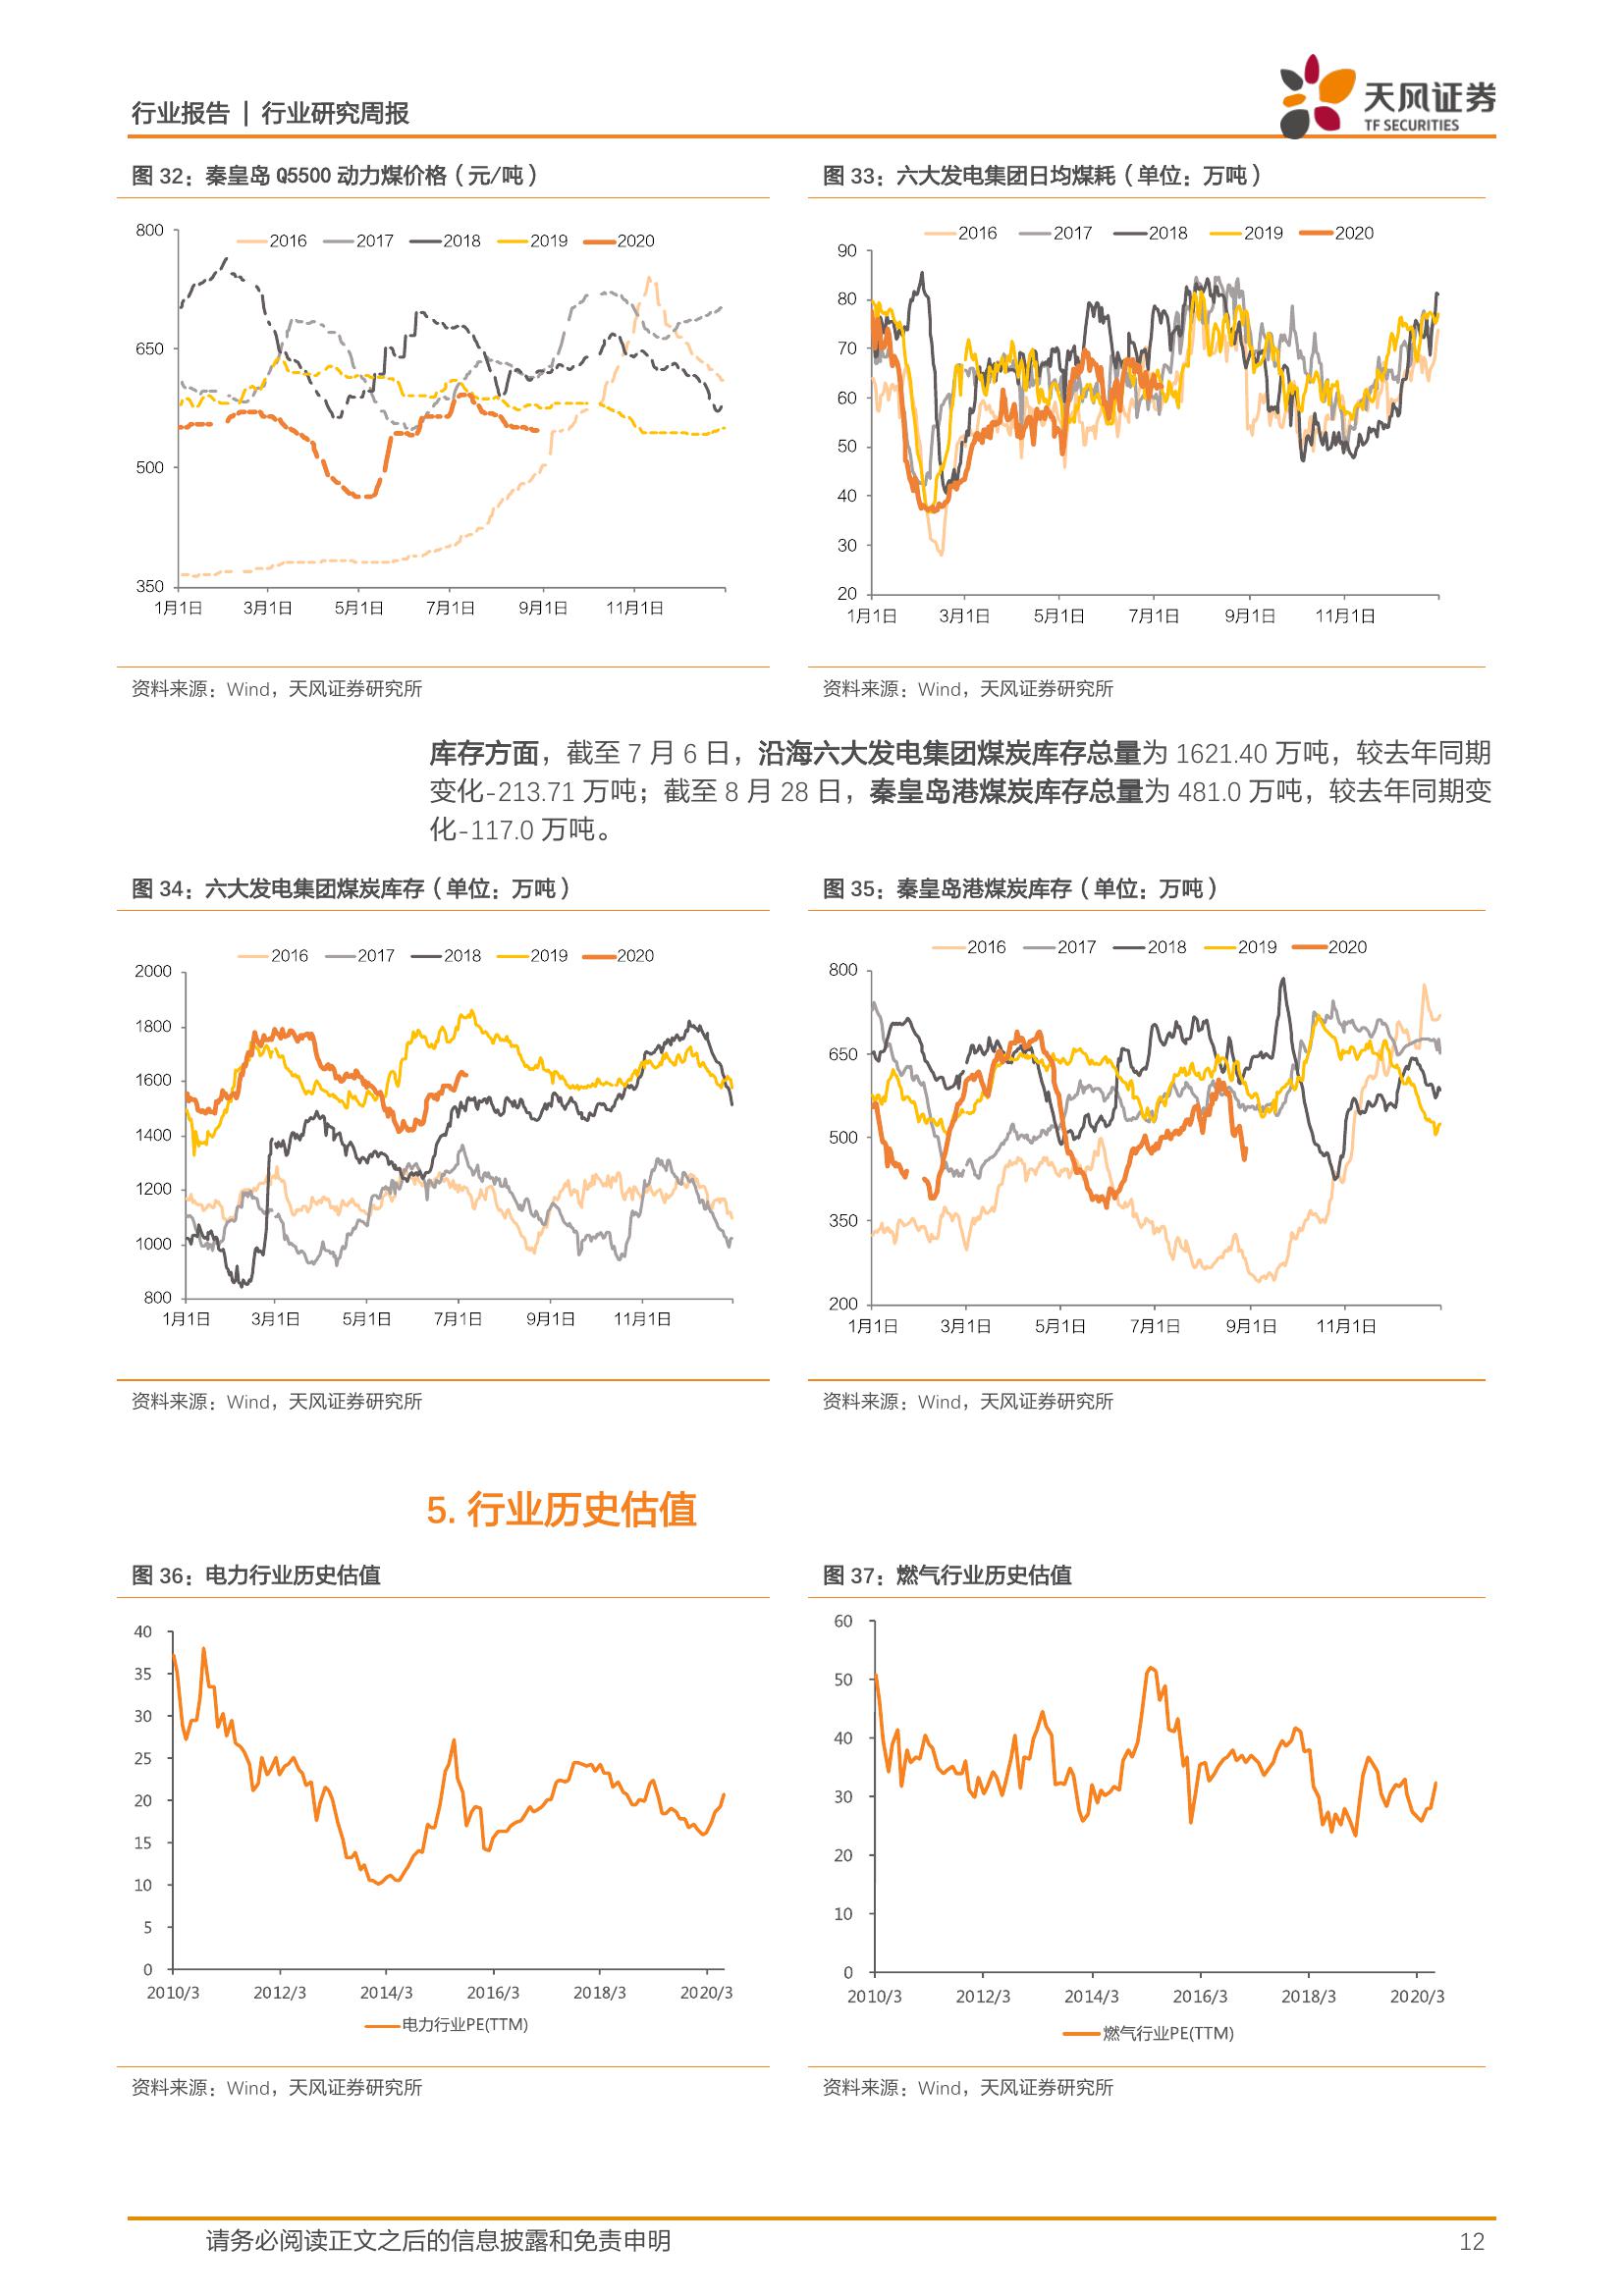 行业报告 | 行业研究周报
天风证券
TF SECURITIES
图 32：秦皇岛 Q5500 动力煤价格（元/吨）
800
650
500
350
2016 2017 2018 2019 2020
1月1日 3月1日 5月1日 7月1日 9月1日 11月1日
资料来源：Wind，天风证券研究所
图 33：六大发电集团日均煤耗（单位：万吨）
2016 2017 2018 2019 2020
90
80
70
60
50
40
30
20
1月1日 3月1日 5月1日 7月1日 9月1日 11月1日
资料来源：Wind，天风证券研究所
库存方面，截至 7 月 6 日，沿海六大发电集团煤炭库存总量为 1621.40 万吨，较去年同期
变化-213.71 万吨；截至 8 月 28 日，秦皇岛港煤炭库存总量为 481.0 万吨，较去年同期变
化-117.0 万吨。
图 34：六大发电集团煤炭库存（单位：万吨）
2016 2017 2018 2019 2020
2000
1800
1600
1400
1200
1000
800
1月1日 3月1日 5月1日 7月1日 9月1日 11月1日
资料来源：Wind，天风证券研究所
图 35：秦皇岛港煤炭库存（单位：万吨）
2016 2017 2018 2019 2020
800
650
500
350
200
1月1日 3月1日 5月1日 7月1日 9月1日 11月1日
资料来源：Wind，天风证券研究所
5. 行业历史估值
图 36：电力行业历史估值
40
35
30
25
20
15
10
5
0
2010/3 2012/3 2014/3 2016/3 2018/3 2020/3
电力行业PE(TTM)
资料来源：Wind，天风证券研究所
图 37：燃气行业历史估值
60
50
40
30
20
10
0
2010/3 2012/3 2014/3 2016/3 2018/3 2020/3
燃气行业PE(TTM)
资料来源：Wind，天风证券研究所
请务必阅读正文之后的信息披露和免责申明
12